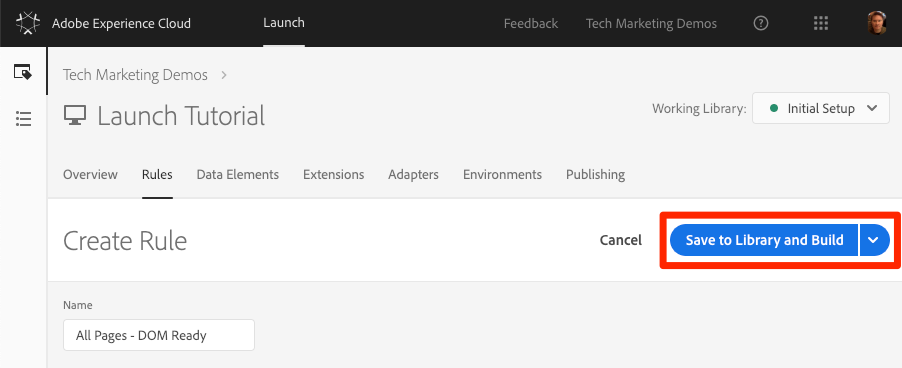 Adobe Experience Cloud Launch Feedback Tech Marketing Demos
Tech Marketing Demos
Launch Tutorial
Working Library: Initial Setup
Overview Rules Data Elements Extensions Adapters Environments Publishing
Create Rule Cancel Save to Library and Build
Name
All Pages - DOM Ready